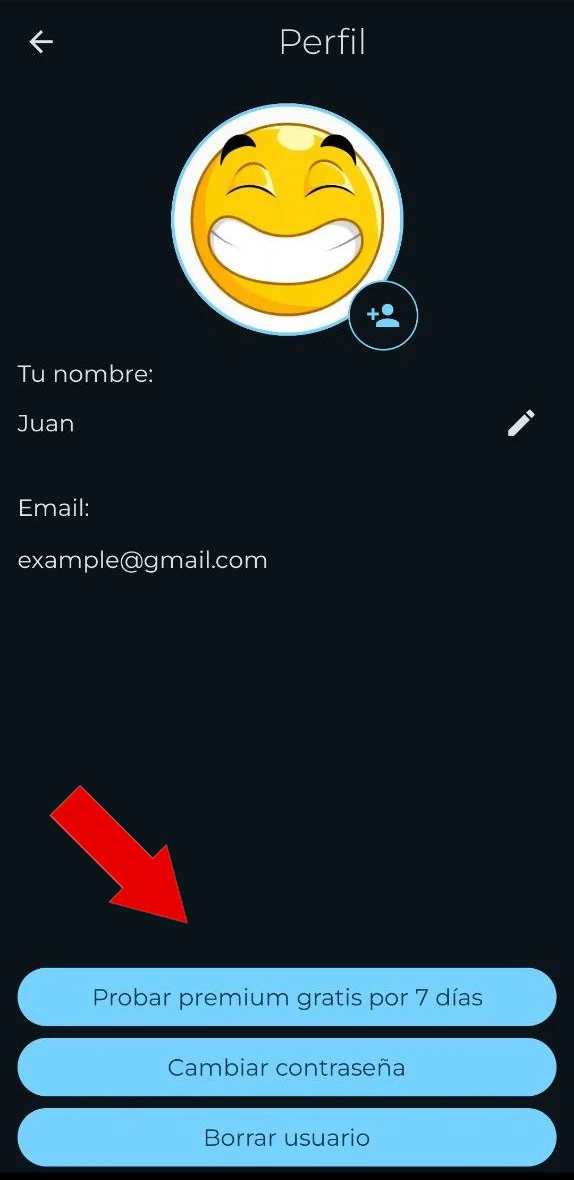 Perfil
Tu nombre:
Juan
Email:
example@gmail.com
Probar premium gratis por 7 días
Cambiar contraseña
Borrar usuario